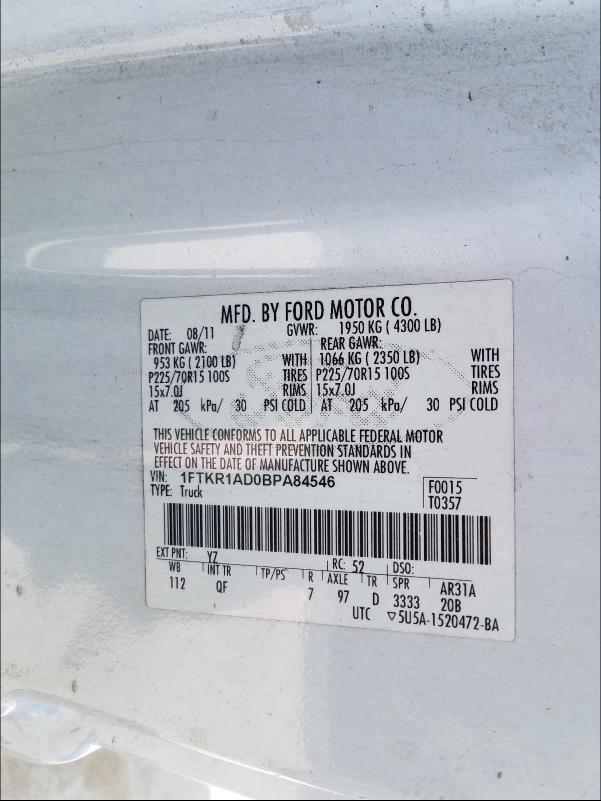 MFD. BY FORD MOTOR CO.
DATE: 08/11 GVWR: 1950 KG ( 4300 LB)
FRONT GAWR: REAR GAWR:
953 KG ( 2100 LB) WITH 1066 KG ( 2350 LB) WITH
P225/70R15 100S TIRES P225/70R15 100S TIRES
15x7.0J RIMS 15x7.0J RIMS
AT 205 kPa/ 30 PSI COLD AT 205 kPa/ 30 PSI COLD
THIS VEHICLE CONFORMS TO ALL APPLICABLE FEDERAL MOTOR
VEHICLE SAFETY AND THEFT PREVENTION STANDARDS IN
EFFECT ON THE DATE OF MANUFACTURE SHOWN ABOVE.
VIN: 1FTKR1AD0BPA84546 F0015
TYPE: Truck T0357
EXT PNT: YZ RC: 52 DSO:
WB INT TR TP/PS R AXLE TR SPR AR31A
112 QF 7 97 D 3333 20B
UTC ▽5U5A-1520472-BA